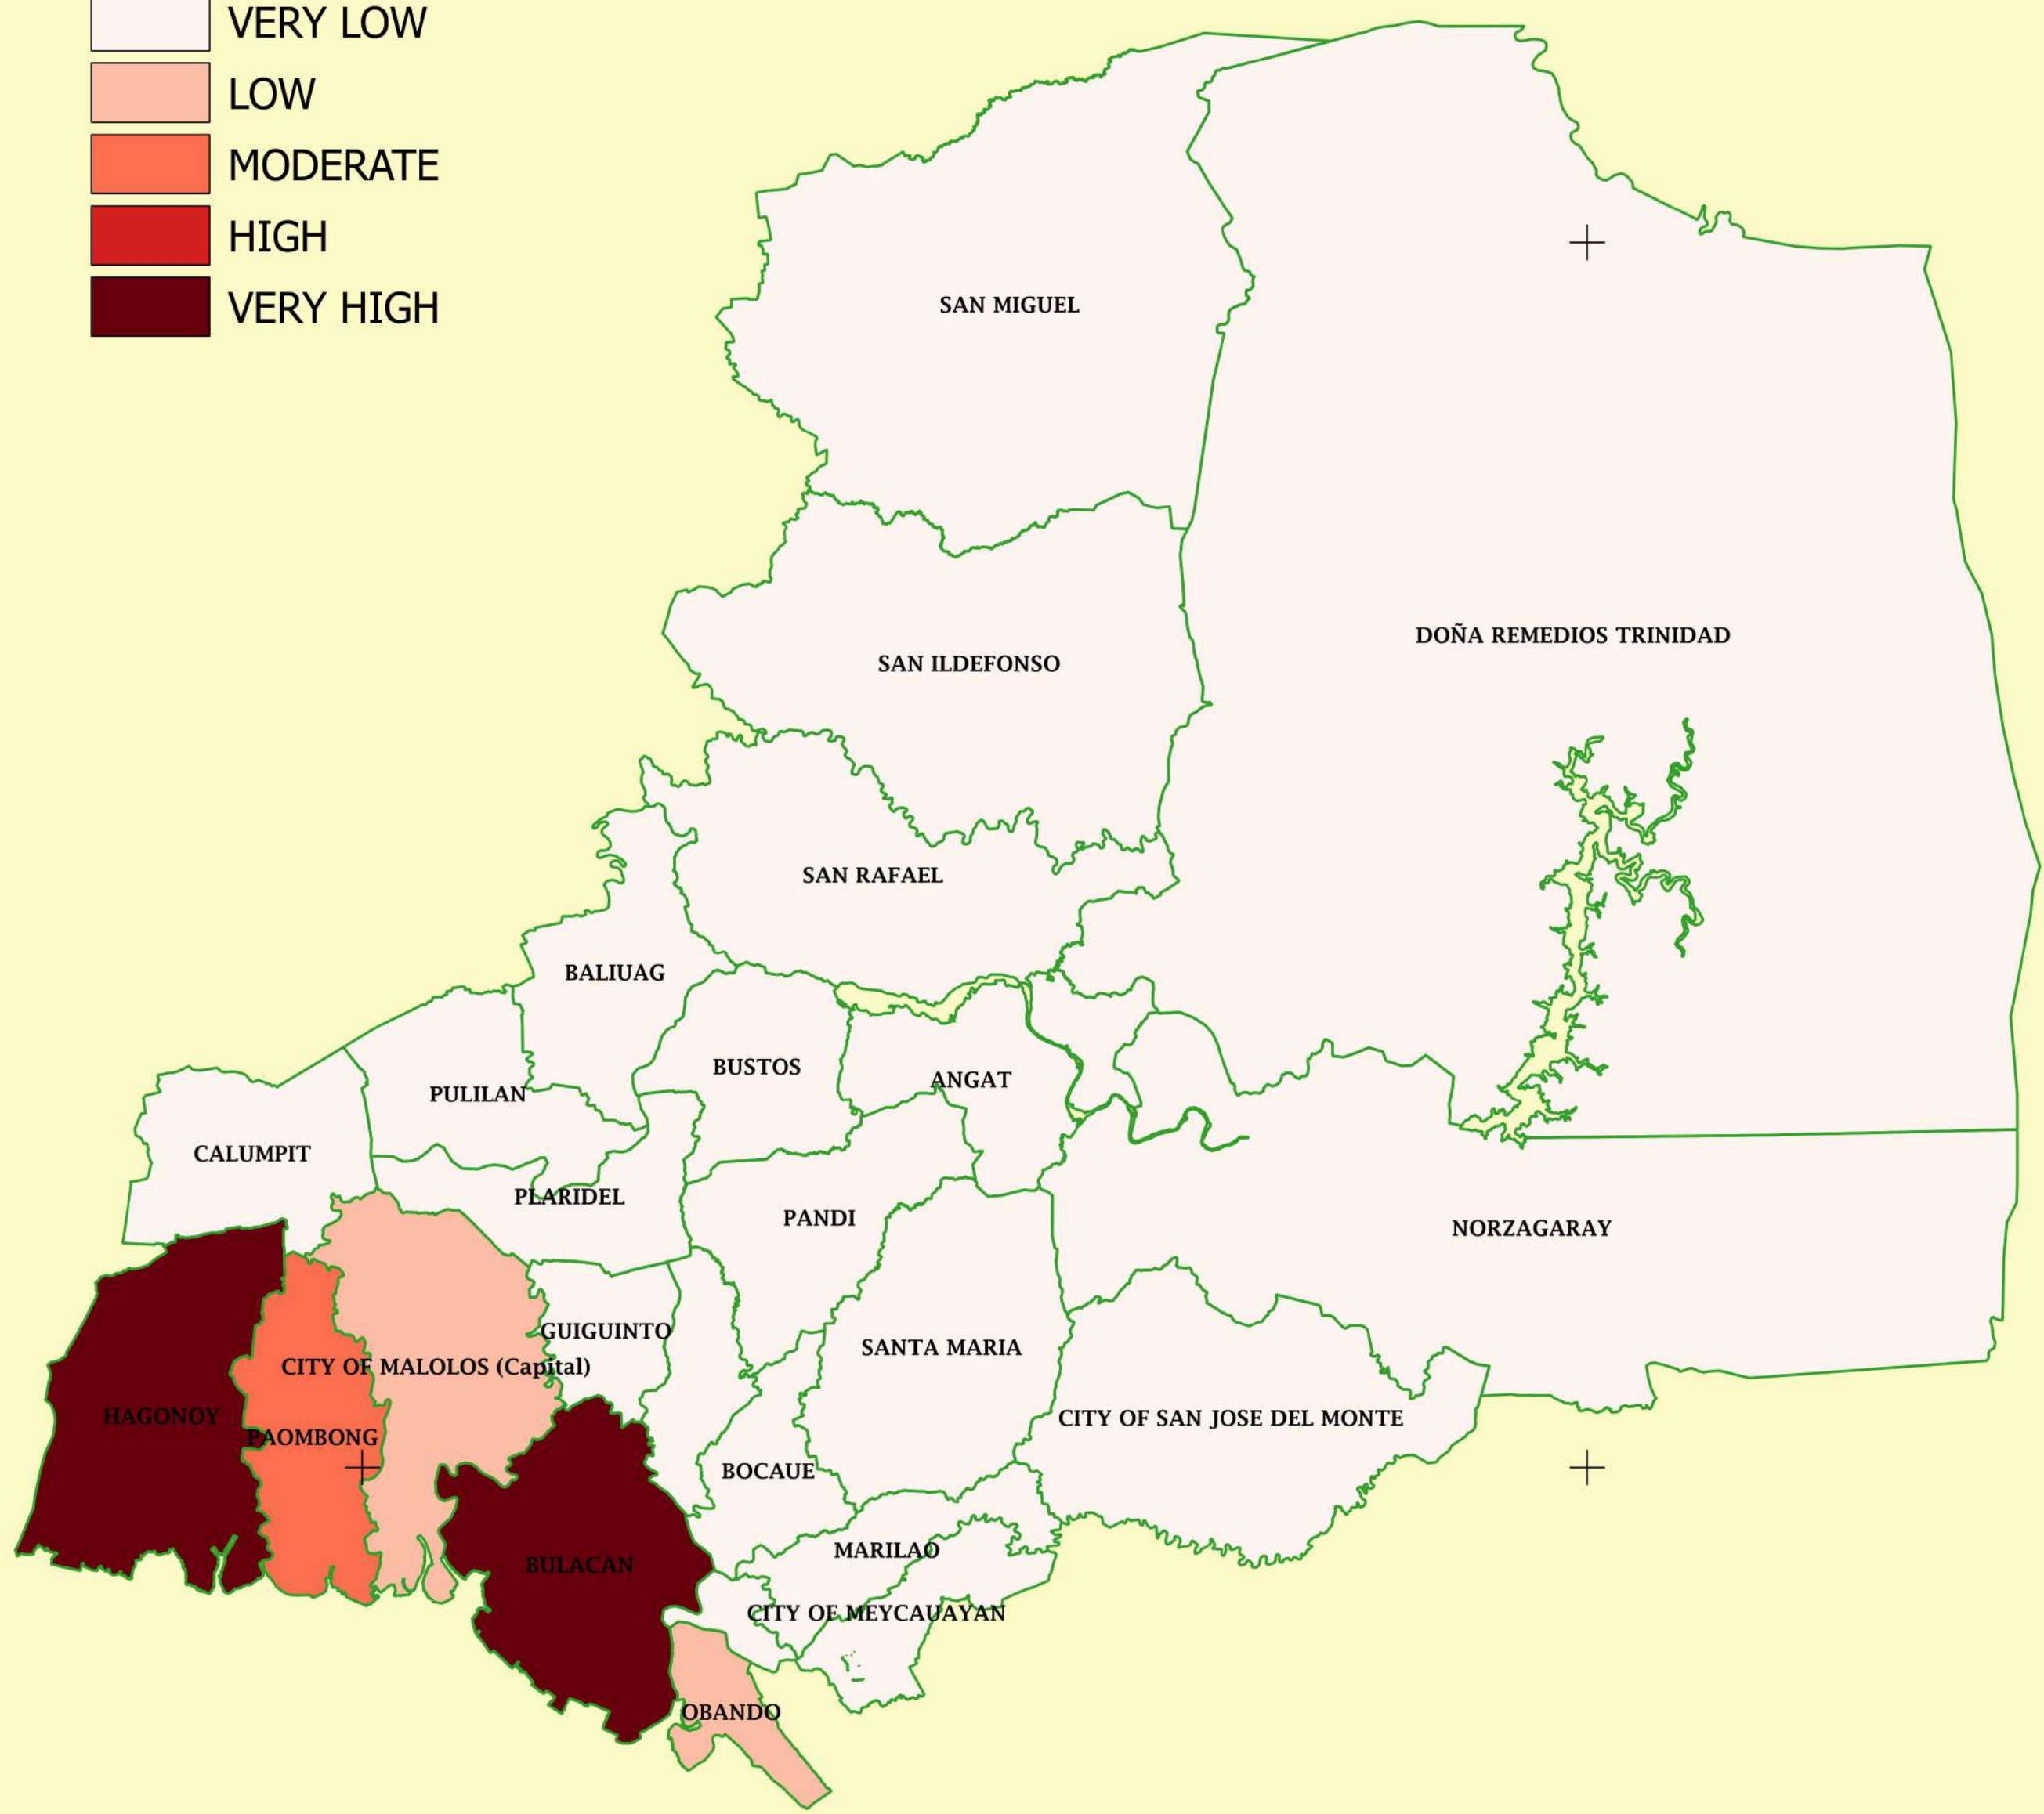 VERY LOW
LOW
MODERATE
HIGH
VERY HIGH
SAN MIGUEL
DOÑA REMEDIOS TRINIDAD
SAN ILDEFONSO
SAN RAFAEL
BALIUAG
BUSTOS
ANGAT
PULILAN
CALUMPIT
PLARIDEL
PANDI
NORZAGARAY
GUIGUINTO
SANTA MARIA
CITY OF MALOLOS (Capital)
HAGONOY
CITY OF SAN JOSE DEL MONTE
PAOMBONG
BOCAUE
MARILAO
BULACAN
CITY OF MEYCAUAYAN
OBANDO